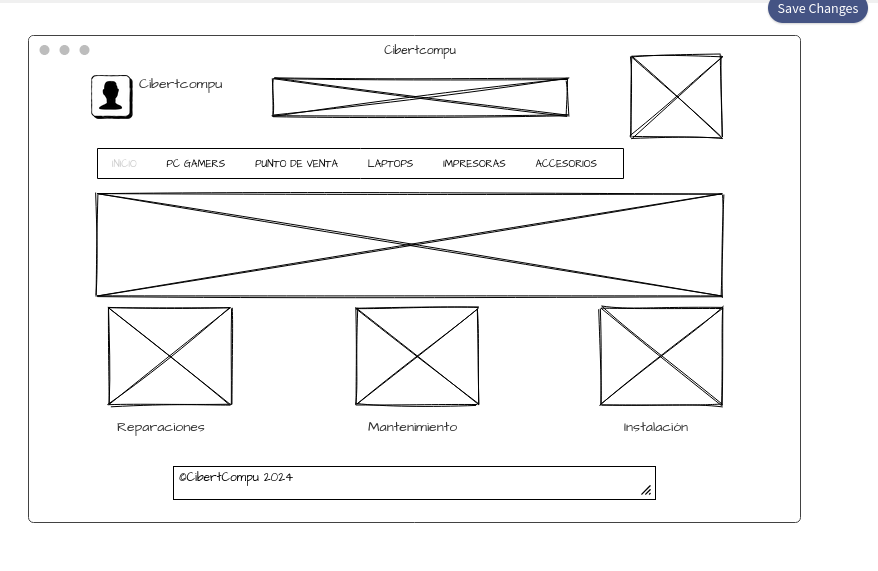 Save Changes
Cibertcompu
Cibertcompu
INICIO PC GAMERS PUNTO DE VENTA LAPTOPS IMPRESORAS ACCESORIOS
Reparaciones Mantenimiento Instalación
©CibertCompu 2024